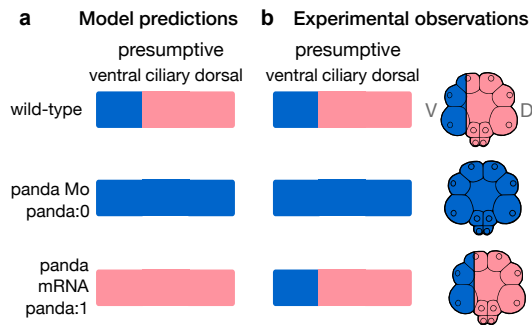 a Model predictions b Experimental observations
presumptive presumptive
ventral ciliary dorsal ventral ciliary dorsal
wild-type V D
panda Mo
panda:0
panda
mRNA
panda:1